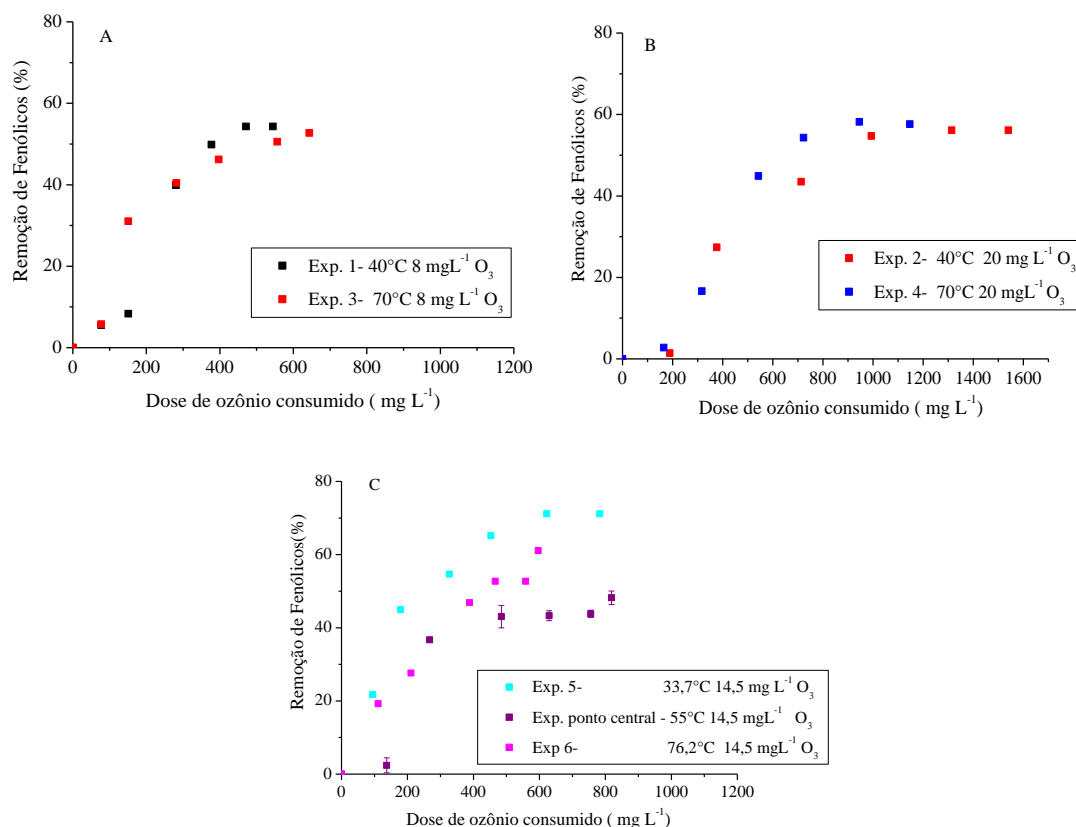 A
Remoção de Fenólicos (%)
80
60
40
20
0
Exp. 1- 40°C 8 mgL⁻¹ O₃
Exp. 3- 70°C 8 mg L⁻¹ O₃
0 200 400 600 800 1000 1200
Dose de ozônio consumido ( mg L⁻¹)
B
Remoção de Fenólicos (%)
80
60
40
20
0
Exp. 2- 40°C 20 mgL⁻¹ O₃
Exp. 4- 70°C 20 mgL⁻¹ O₃
0 200 400 600 800 1000 1200 1400 1600
Dose de ozônio consumido ( mg L⁻¹)
C
Remoção de Fenólicos(%)
80
60
40
20
0
Exp. 5- 33,7°C 14,5 mg L⁻¹ O₃
Exp. ponto central - 55°C 14,5 mgL⁻¹ O₃
Exp 6- 76,2°C 14,5 mgL⁻¹ O₃
0 200 400 600 800 1000 1200
Dose de ozônio consumido ( mg L⁻¹)